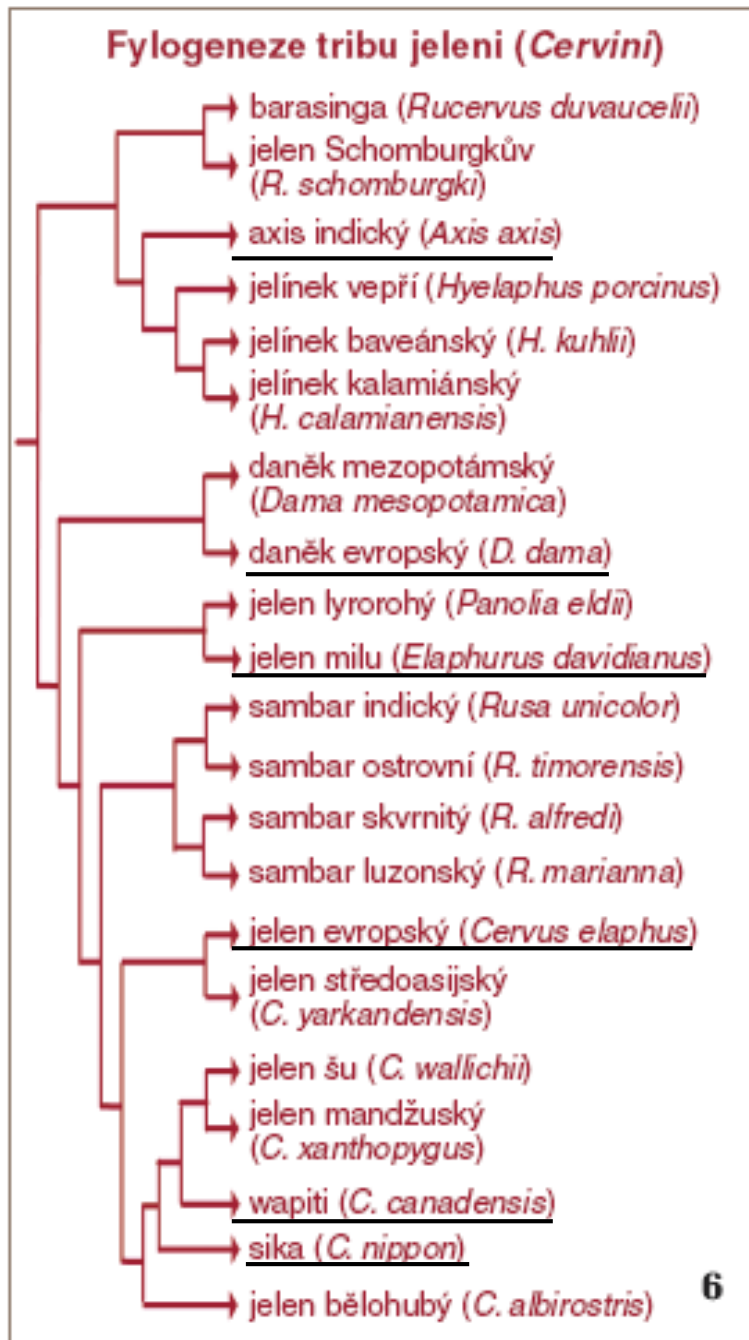 Fylogeneze tribu jeleni (Cervini)
barasinga (Rucervus duvaucelii)
jelen Schomburgkův
(R. schomburgki)
axis indický (Axis axis)
jelínek vepří (Hyelaphus porcinus)
jelínek baveánský (H. kuhlii)
jelínek kalamiánský
(H. calamianensis)
daněk mezopotámský
(Dama mesopotamica)
daněk evropský (D. dama)
jelen lyrorohý (Panolia eldii)
jelen milu (Elaphurus davidianus)
sambar indický (Rusa unicolor)
sambar ostrovní (R. timorensis)
sambar skvrnitý (R. alfredi)
sambar luzonský (R. marianna)
jelen evropský (Cervus elaphus)
jelen středoasijský
(C. yarkandensis)
jelen šu (C. wallichii)
jelen mandžuský
(C. xanthopygus)
wapiti (C. canadensis)
sika (C. nippon)
jelen bělohubý (C. albirostris)
6